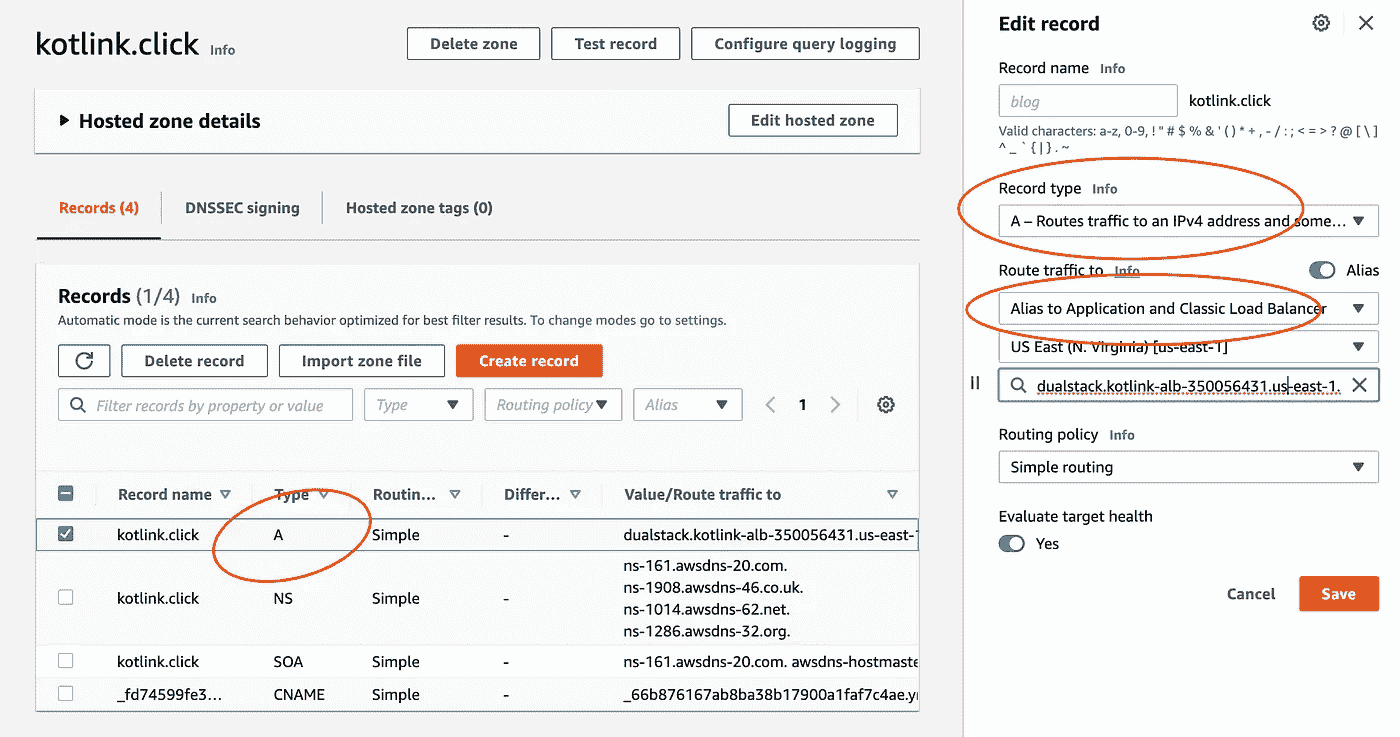 kotlink.click Info
Delete zone
Test record
Configure query logging
Hosted zone details
Edit hosted zone
Records (4)
DNSSEC signing
Hosted zone tags (0)
Records (1/4) Info
Automatic mode is the current search behavior optimized for best filter results. To change modes go to settings.
Delete record
Import zone file
Create record
Filter records by property or value
Type
Routing policy
Alias
1
Record name
Type
Routin...
Differ...
Value/Route traffic to
kotlink.click A Simple - dualstack.kotlink-alb-350056431.us-east-1
kotlink.click NS Simple -
ns-161.awsdns-20.com.
ns-1908.awsdns-46.co.uk.
ns-1014.awsdns-62.net.
ns-1286.awsdns-32.org.
kotlink.click SOA Simple - ns-161.awsdns-20.com. awsdns-hostmaste
_fd74599fe3... CNAME Simple - _66b876167ab8ba38b17900a1faf7c4ae.yr
Edit record
Record name Info
blog
kotlink.click
Valid characters: a-z, 0-9, ! " # $ % & ' ( ) * + , - / : ; < = > ? @ [ \ ]
^ _ ` { | } . ~
Record type Info
A – Routes traffic to an IPv4 address and some...
Route traffic to Info
Alias
Alias to Application and Classic Load Balancer
US East (N. Virginia) [us-east-1]
dualstack.kotlink-alb-350056431.us-east-1.
Routing policy Info
Simple routing
Evaluate target health
Yes
Cancel
Save